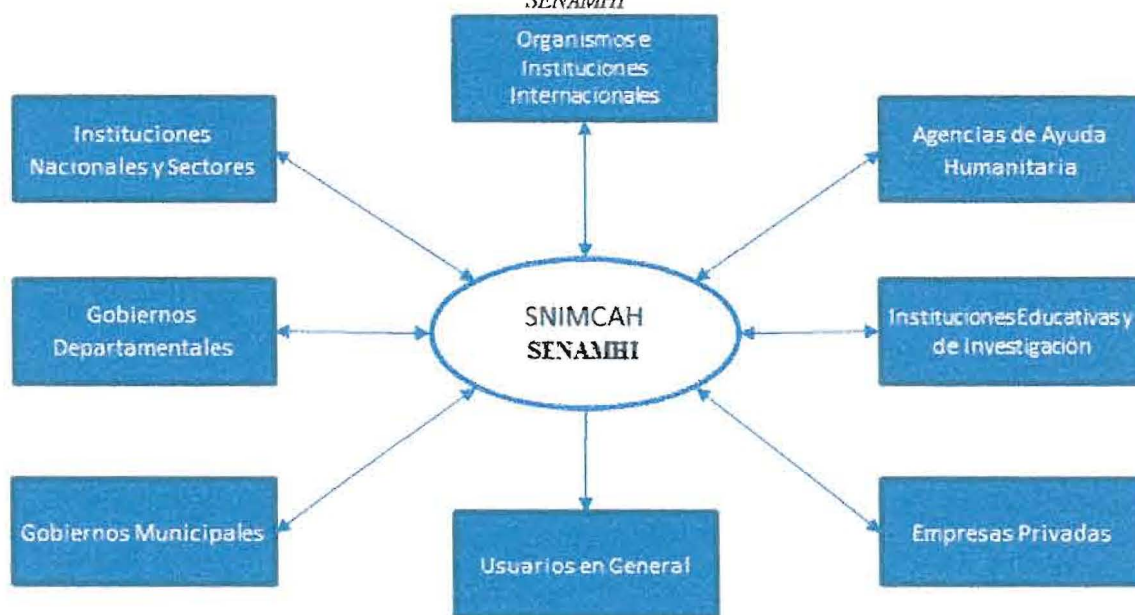 SENAMHI
Organismos e
Instituciones
Internacionales
Instituciones
Nacionales y Sectores
Agencias de Ayuda
Humanitaria
Gobiernos
Departamentales
SNIMCAH
SENAMHI
Instituciones Educativas y
de Investigación
Gobiernos Municipales
Usuarios en General
Empresas Privadas